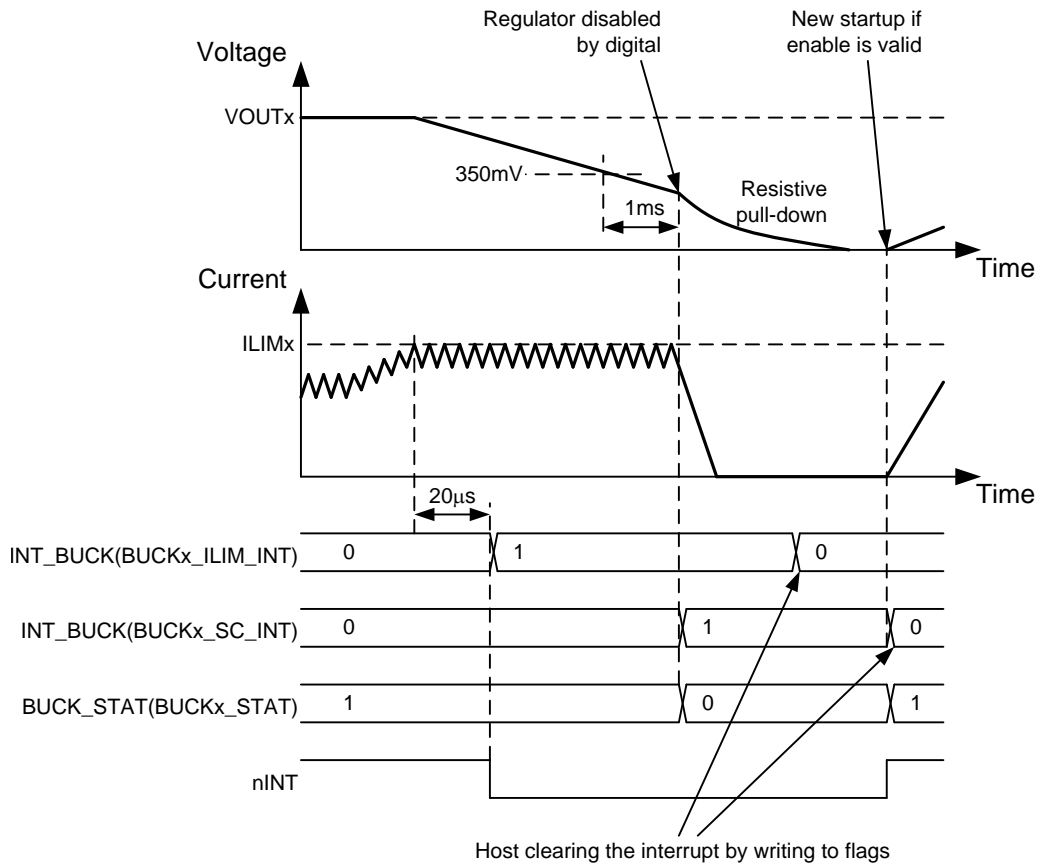 Regulator disabled
by digital
New startup if
enable is valid
Voltage
VOUTx
350mV
1ms
Resistive
pull-down
Time
Current
ILIMx
Time
20μs
INT_BUCK(BUCKx_ILIM_INT)
0
1
0
INT_BUCK(BUCKx_SC_INT)
0
1
0
BUCK_STAT(BUCKx_STAT)
1
0
1
nINT
Host clearing the interrupt by writing to flags